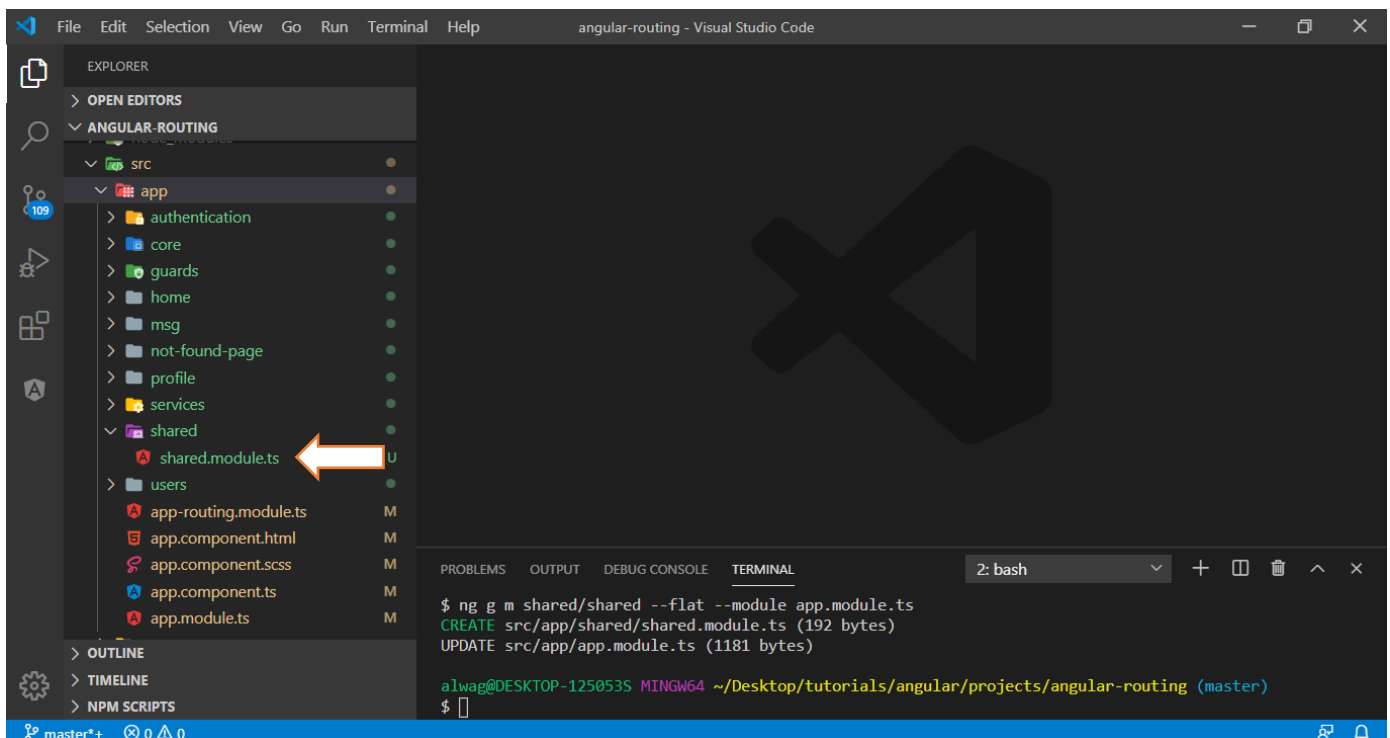 File Edit Selection View Go Run Terminal Help angular-routing - Visual Studio Code
EXPLORER
OPEN EDITORS
ANGULAR-ROUTING
node_modules
src
app
authentication
core
guards
home
msg
not-found-page
profile
services
shared
shared.module.ts U
users
app-routing.module.ts M
app.component.html M
app.component.scss M
app.component.ts M
app.module.ts M
OUTLINE
TIMELINE
NPM SCRIPTS
109
PROBLEMS OUTPUT DEBUG CONSOLE TERMINAL 2: bash
$ ng g m shared/shared --flat --module app.module.ts
CREATE src/app/shared/shared.module.ts (192 bytes)
UPDATE src/app/app.module.ts (1181 bytes)
alwag@DESKTOP-125053S MINGW64 ~/Desktop/tutorials/angular/projects/angular-routing (master)
$
master*+ 0 0